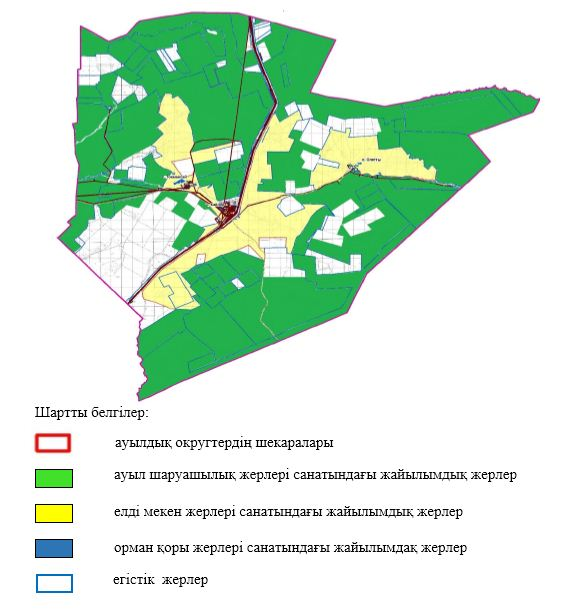 Шартты белгілер:
ауылдық округтердің шекаралары
ауыл шаруашылық жерлері санатындағы жайылымдық жерлер
елді мекен жерлері санатындағы жайылымдық жерлер
орман қоры жерлері санатындағы жайылымдақ жерлер
егістік жерлер